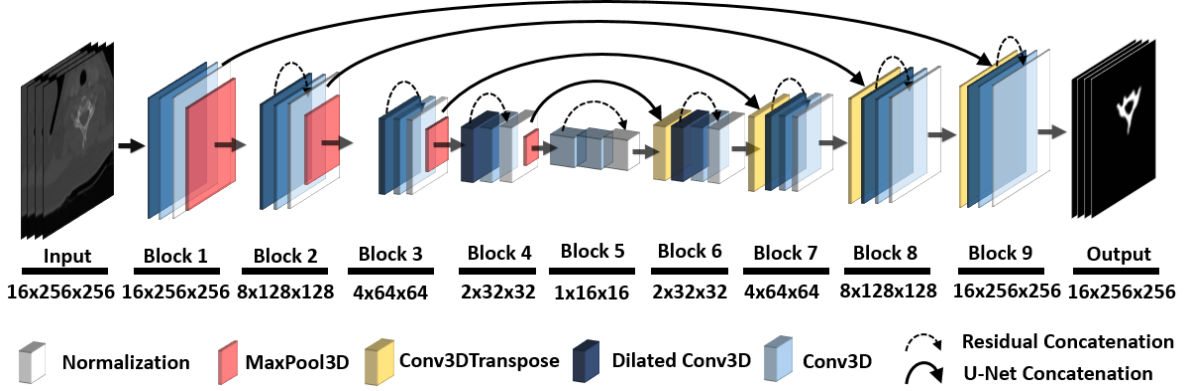 Input Block 1 Block 2 Block 3 Block 4 Block 5 Block 6 Block 7 Block 8 Block 9 Output
16x256x256 16x256x256 8x128x128 4x64x64 2x32x32 1x16x16 2x32x32 4x64x64 8x128x128 16x256x256 16x256x256
Normalization MaxPool3D Conv3DTranspose Dilated Conv3D Conv3D Residual Concatenation
U-Net Concatenation